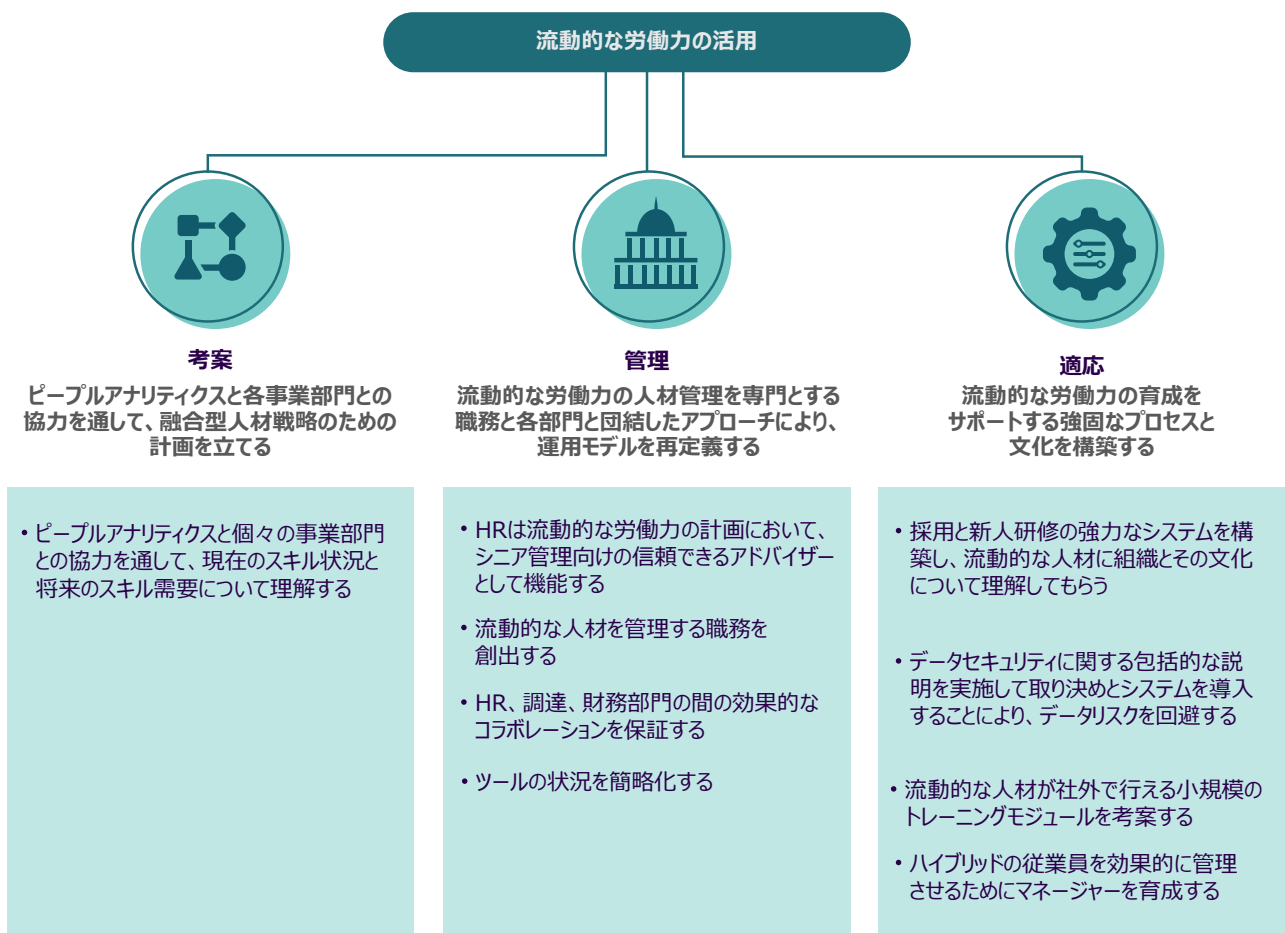 流動的な労働力の活用
考案
ピープルアナリティクスと各事業部門との
協力を通して、融合型人材戦略のための
計画を立てる
• ピープルアナリティクスと個々の事業部門
との協力を通して、現在のスキル状況と
将来のスキル需要について理解する
管理
流動的な労働力の人材管理を専門とする
職務と各部門と団結したアプローチにより、
運用モデルを再定義する
• HRは流動的な労働力の計画において、
シニア管理向けの信頼できるアドバイザー
として機能する
• 流動的な人材を管理する職務を
創出する
• HR、調達、財務部門の間の効果的な
コラボレーションを保証する
• ツールの状況を簡略化する
適応
流動的な労働力の育成を
サポートする強固なプロセスと
文化を構築する
• 採用と新人研修の強力なシステムを構
築し、流動的な人材に組織とその文化
について理解してもらう
• データセキュリティに関する包括的な説
明を実施して取り決めとシステムを導入
することにより、データリスクを回避する
• 流動的な人材が社外で行える小規模の
トレーニングモジュールを考案する
• ハイブリッドの従業員を効果的に管理
させるためにマネージャーを育成する